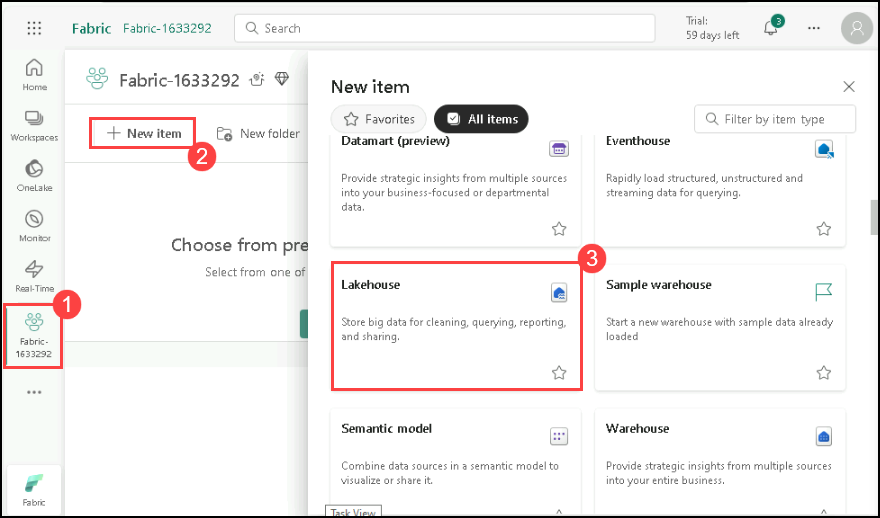 Fabric Fabric-1633292
Search
Trial:
59 days left
3
Home
Workspaces
OneLake
Monitor
Real-Time
1
Fabric-
1633292
Fabric
Fabric-1633292
New item
2
New folder
Choose from pre
Select from one of
New item
Favorites
All items
Filter by item type
Datamart (preview)
Provide strategic insights from multiple sources
into your business-focused or departmental
data.
Eventhouse
Rapidly load structured, unstructured and
streaming data for querying.
3
Lakehouse
Store big data for cleaning, querying, reporting,
and sharing.
Sample warehouse
Start a new warehouse with sample data already
loaded
Semantic model
Combine data sources in a semantic model to
visualize or share it.
Warehouse
Provide strategic insights from multiple sources
into your entire business.
Task View